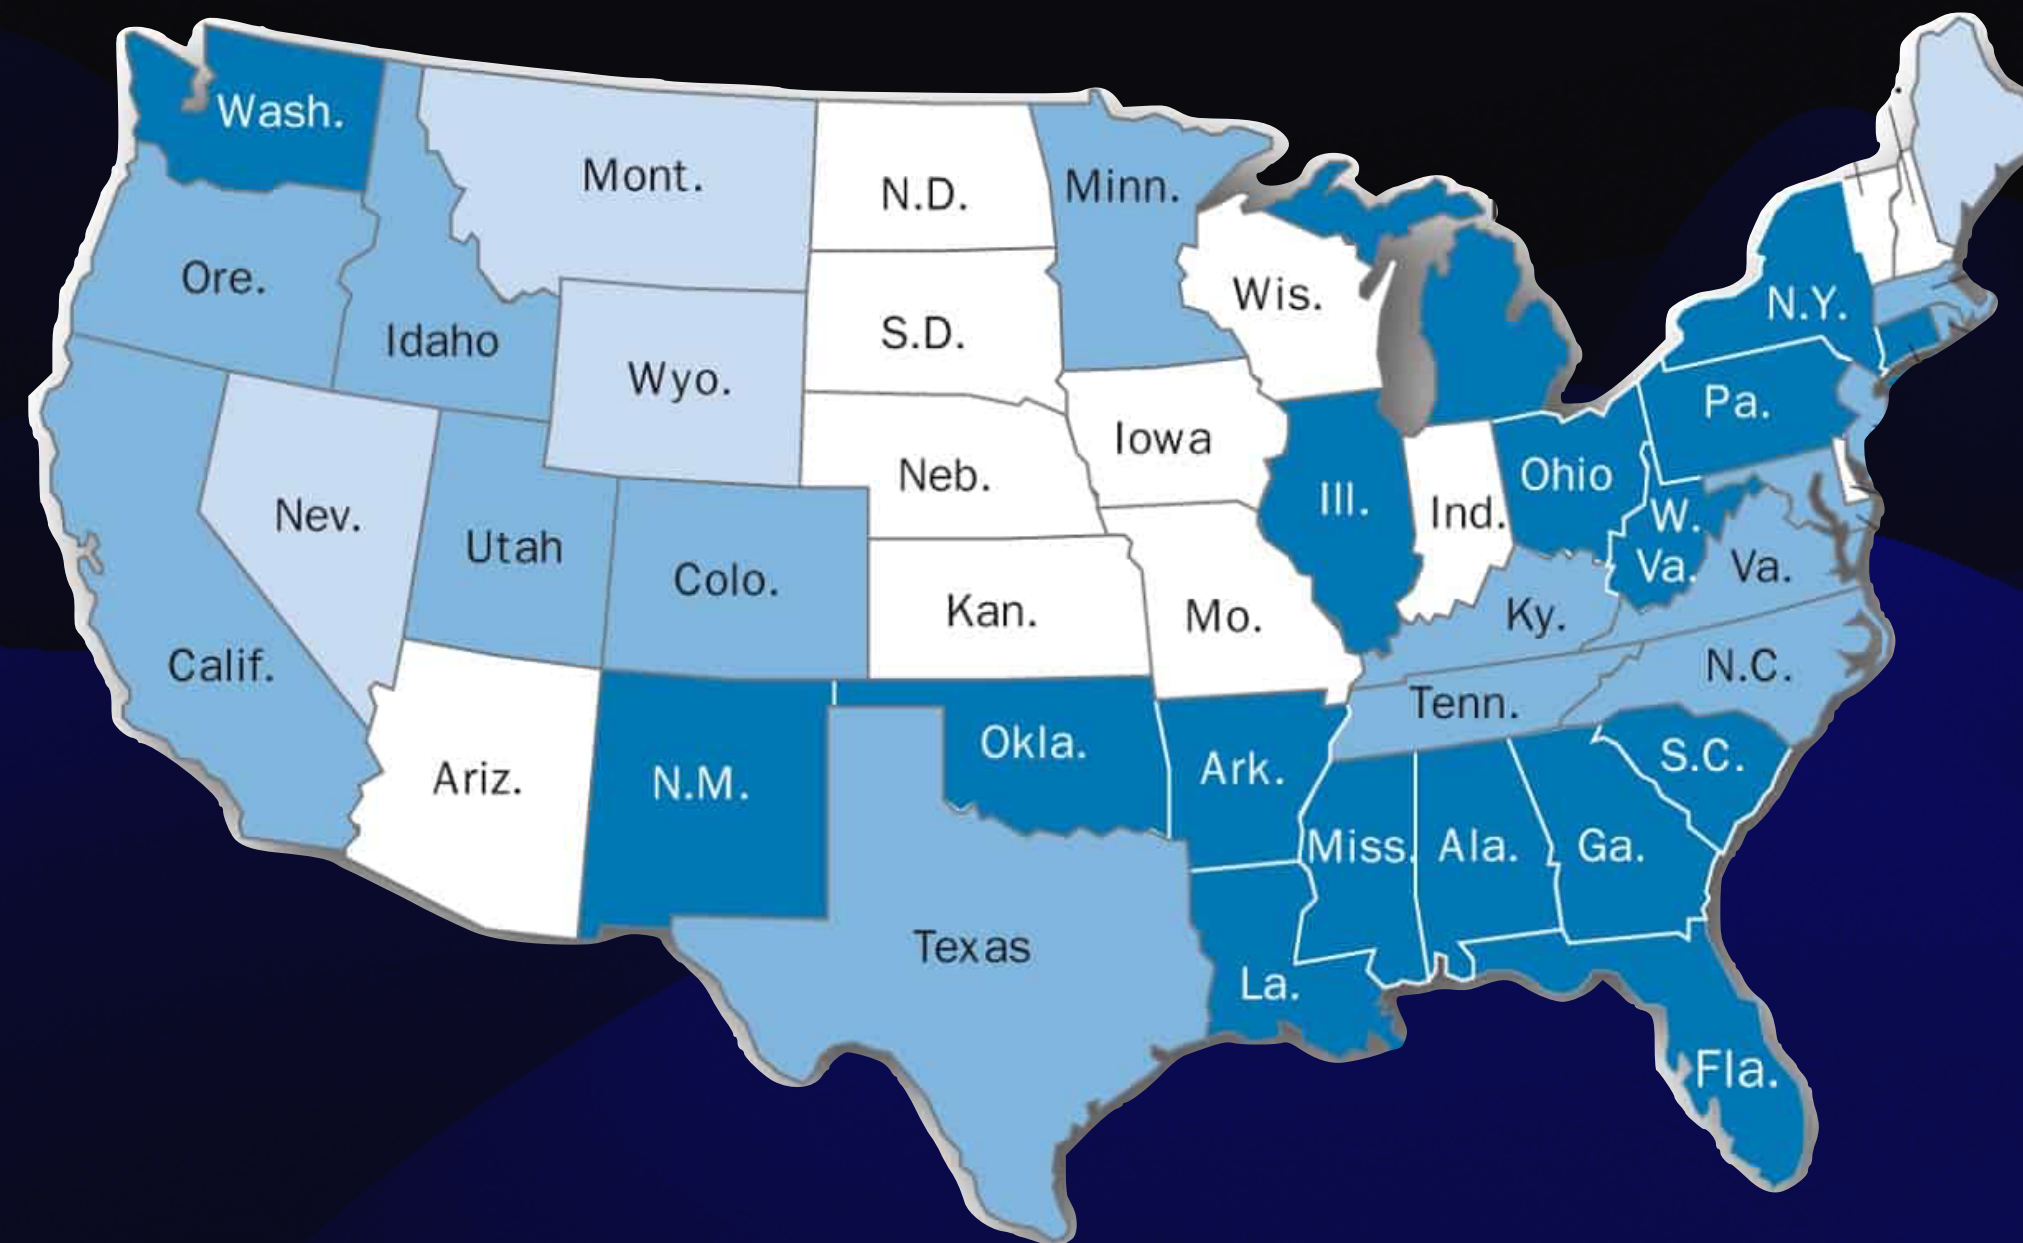 Wash.
Mont.
N.D.
Minn.
Ore.
Idaho
Wyo.
S.D.
Wis.
N.Y.
Nev.
Utah
Colo.
Neb.
Iowa
Ill.
Ind.
Ohio
Pa.
W.
Va.
Va.
Calif.
Kan.
Mo.
Ky.
N.C.
Tenn.
Ariz.
N.M.
Okla.
Ark.
S.C.
Miss.
Ala.
Ga.
Texas
La.
Fla.